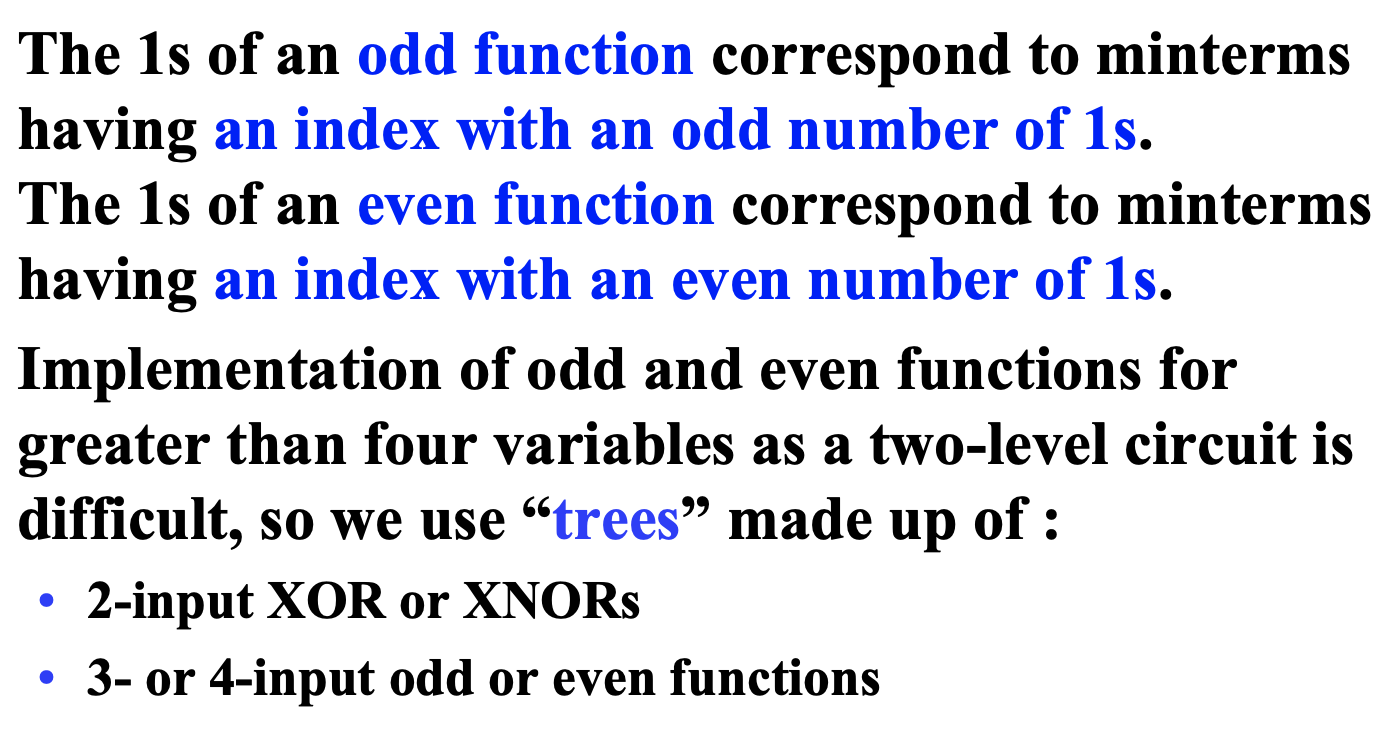 The 1s of an odd function correspond to minterms
having an index with an odd number of 1s.
The 1s of an even function correspond to minterms
having an index with an even number of 1s.
Implementation of odd and even functions for
greater than four variables as a two-level circuit is
difficult, so we use “trees” made up of :
• 2-input XOR or XNORs
• 3- or 4-input odd or even functions